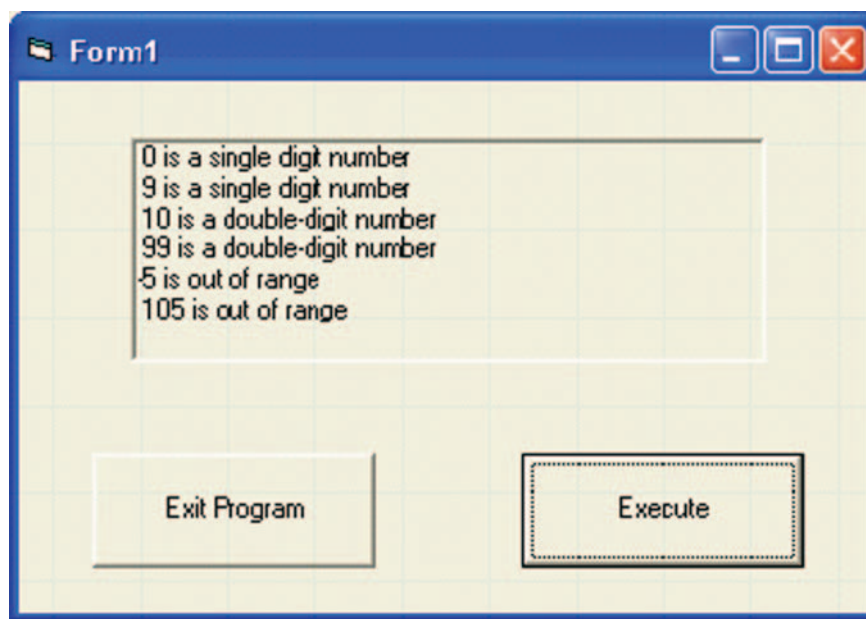 Form1
0 is a single digit number
9 is a single digit number
10 is a double-digit number
99 is a double-digit number
-5 is out of range
105 is out of range
Exit Program
Execute